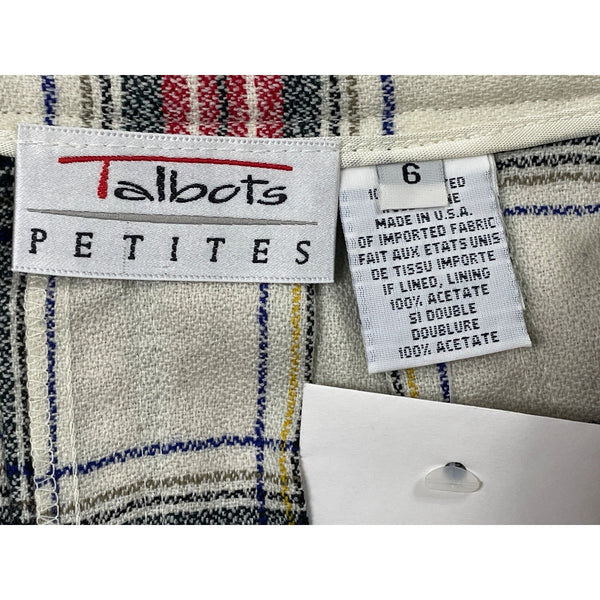 Talbots
PETITES
6
MADE IN U.S.A.
OF IMPORTED FABRIC
FAIT AUX ETATS UNIS
DE TISSU IMPORTE
IF LINED, LINING
100% ACETATE
SI DOUBLE
DOUBLURE
100% ACETATE